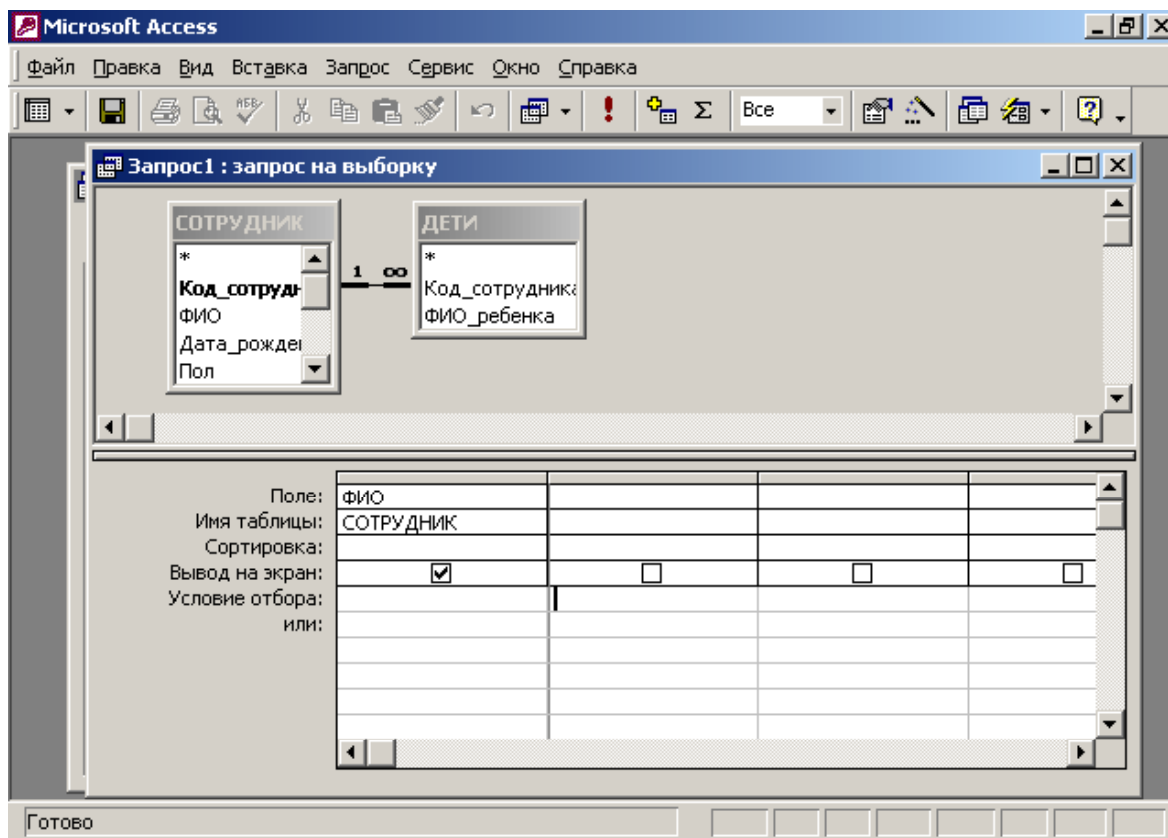 Microsoft Access
Файл Правка Вид Вставка Запрос Сервис Окно Справка
Все
Запрос1 : запрос на выборку
СОТРУДНИК ДЕТИ
* *
1 ∞
Код_сотрудн Код_сотрудника
ФИО ФИО_ребенка
Дата_рожде
Пол
Поле: ФИО
Имя таблицы: СОТРУДНИК
Сортировка:
Вывод на экран:
Условие отбора:
или:
Готово